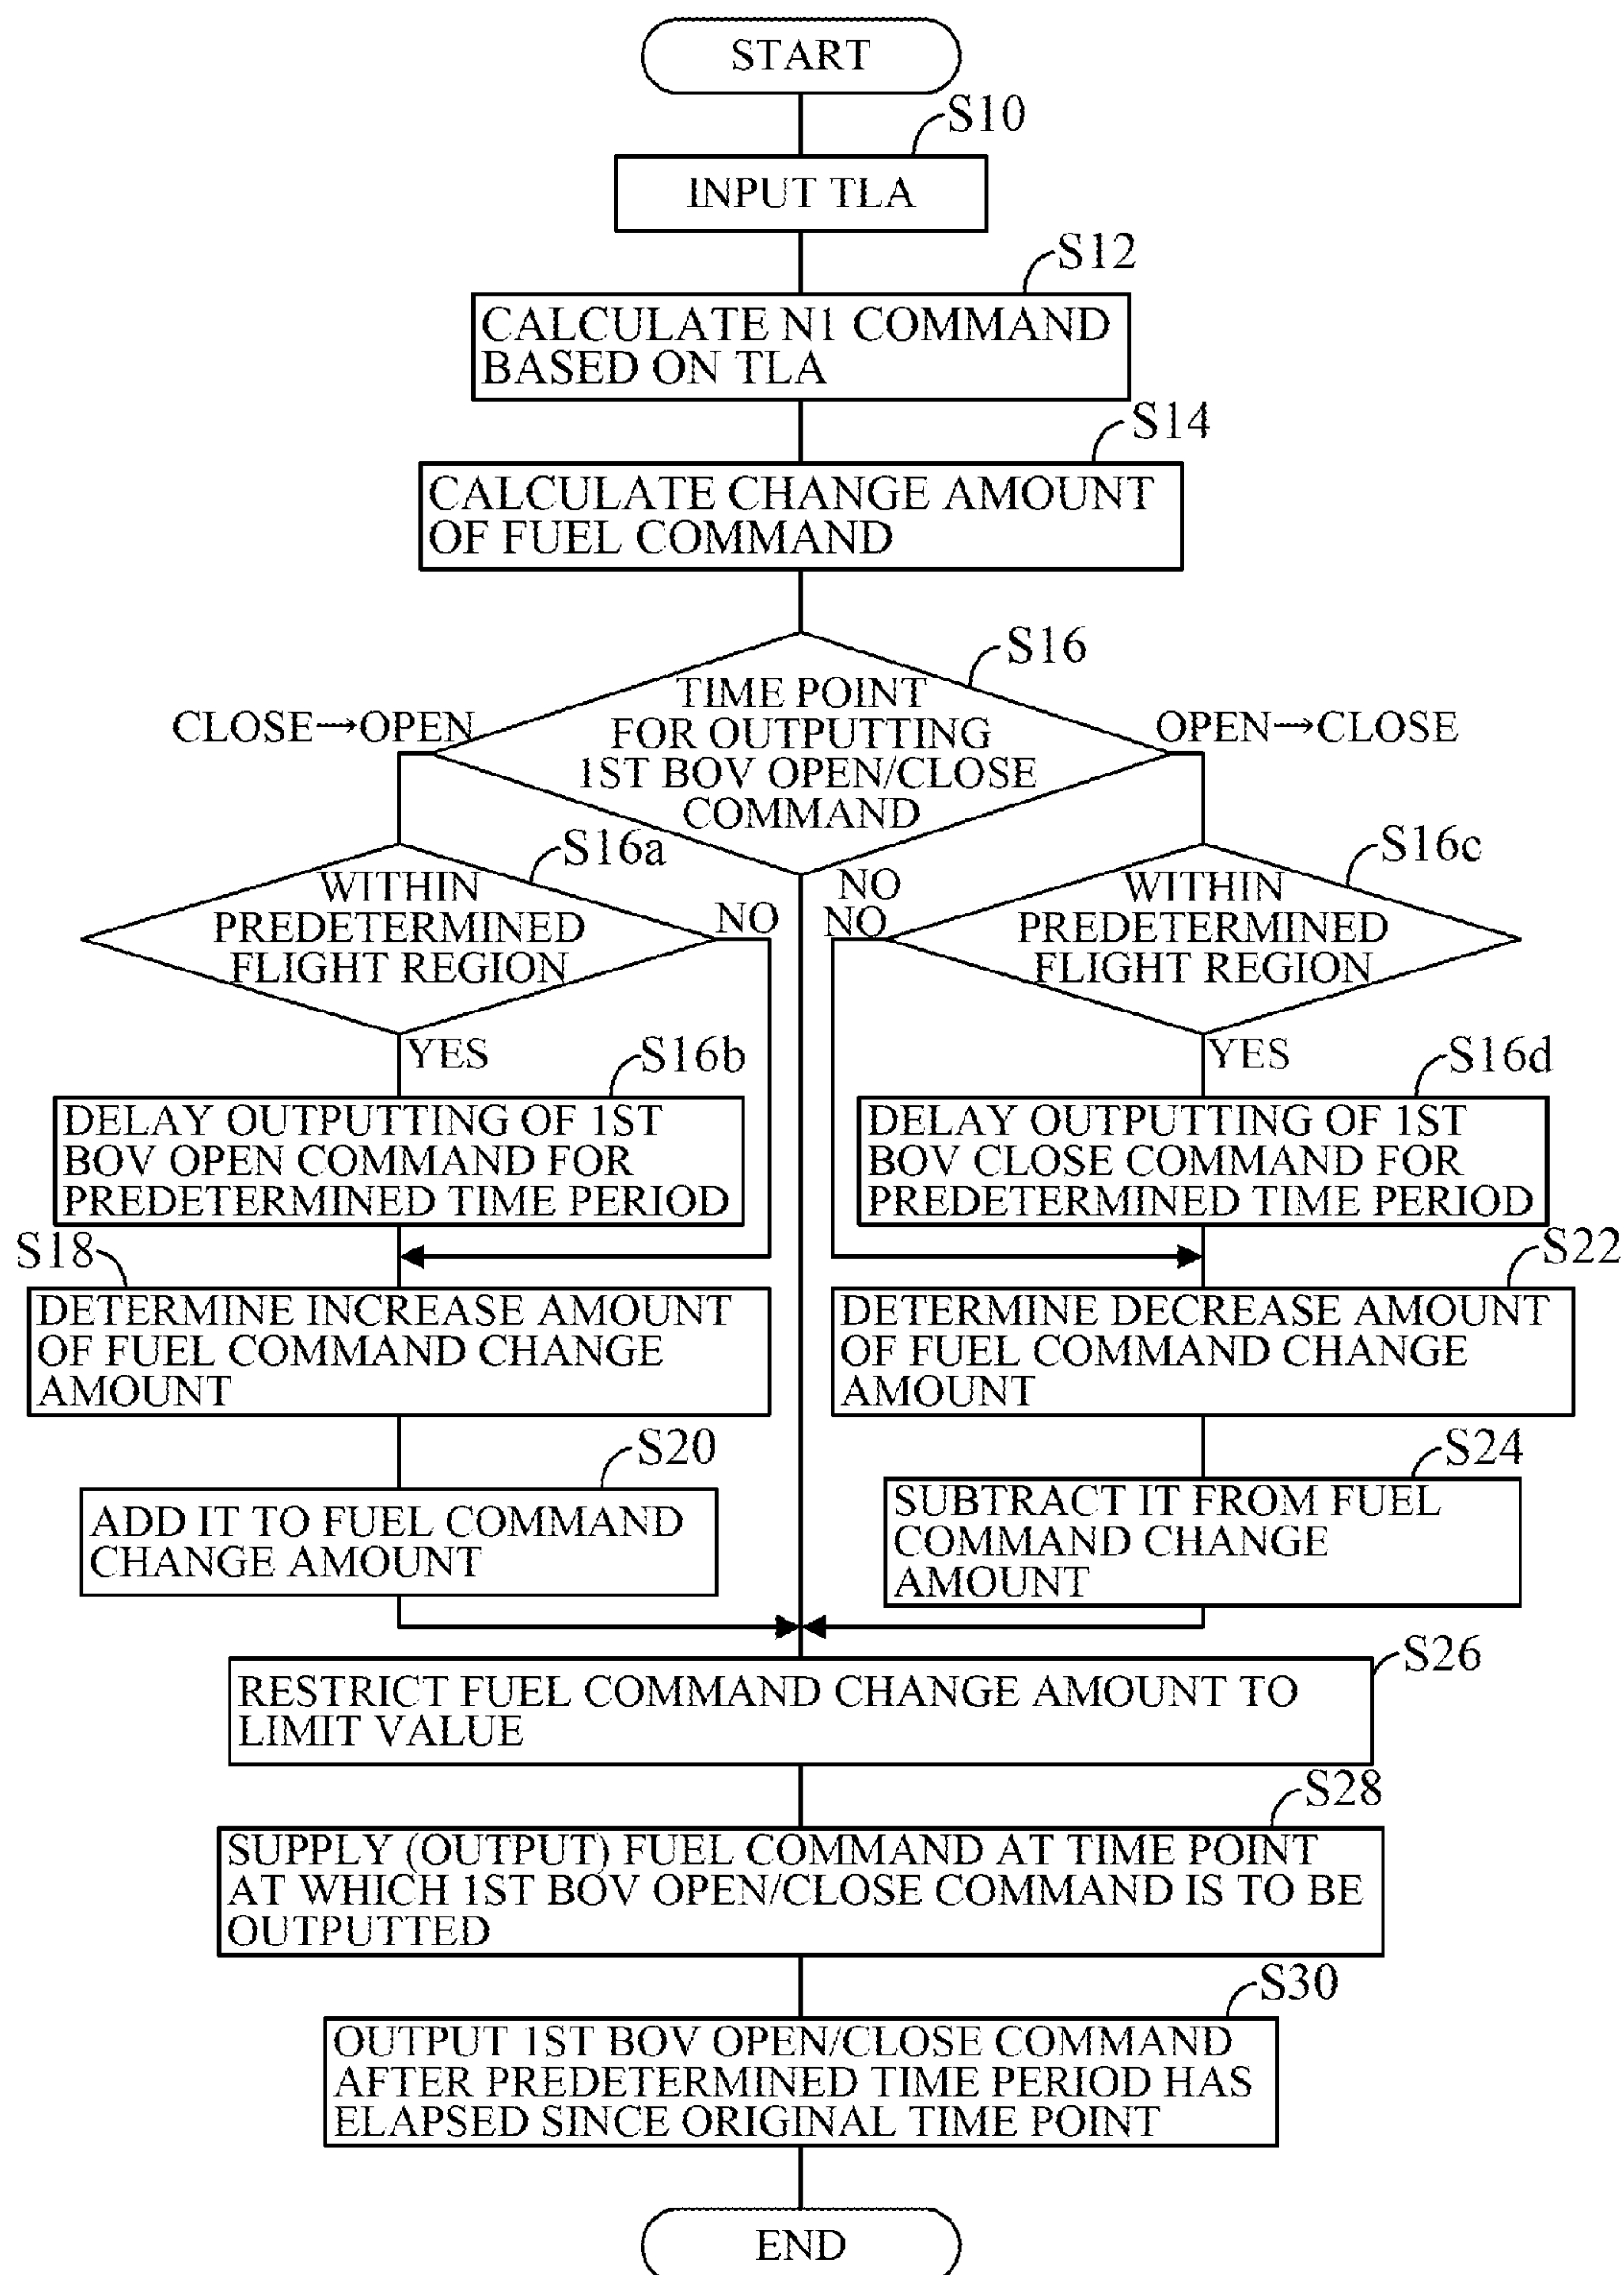 START
S10
INPUT TLA
S12
CALCULATE N1 COMMAND
BASED ON TLA
S14
CALCULATE CHANGE AMOUNT
OF FUEL COMMAND
S16
TIME POINT
FOR OUTPUTTING
1ST BOV OPEN/CLOSE
COMMAND
CLOSE→OPEN
OPEN→CLOSE
NO
S16a
WITHIN
PREDETERMINED
FLIGHT REGION
NO
YES
S16c
WITHIN
PREDETERMINED
FLIGHT REGION
NO
YES
S16b
DELAY OUTPUTTING OF 1ST
BOV OPEN COMMAND FOR
PREDETERMINED TIME PERIOD
S16d
DELAY OUTPUTTING OF 1ST
BOV CLOSE COMMAND FOR
PREDETERMINED TIME PERIOD
S18
DETERMINE INCREASE AMOUNT
OF FUEL COMMAND CHANGE
AMOUNT
S22
DETERMINE DECREASE AMOUNT
OF FUEL COMMAND CHANGE
AMOUNT
S20
ADD IT TO FUEL COMMAND
CHANGE AMOUNT
S24
SUBTRACT IT FROM FUEL
COMMAND CHANGE
AMOUNT
S26
RESTRICT FUEL COMMAND CHANGE AMOUNT TO
LIMIT VALUE
S28
SUPPLY (OUTPUT) FUEL COMMAND AT TIME POINT
AT WHICH 1ST BOV OPEN/CLOSE COMMAND IS TO BE
OUTPUTTED
S30
OUTPUT 1ST BOV OPEN/CLOSE COMMAND
AFTER PREDETERMINED TIME PERIOD HAS
ELAPSED SINCE ORIGINAL TIME POINT
END